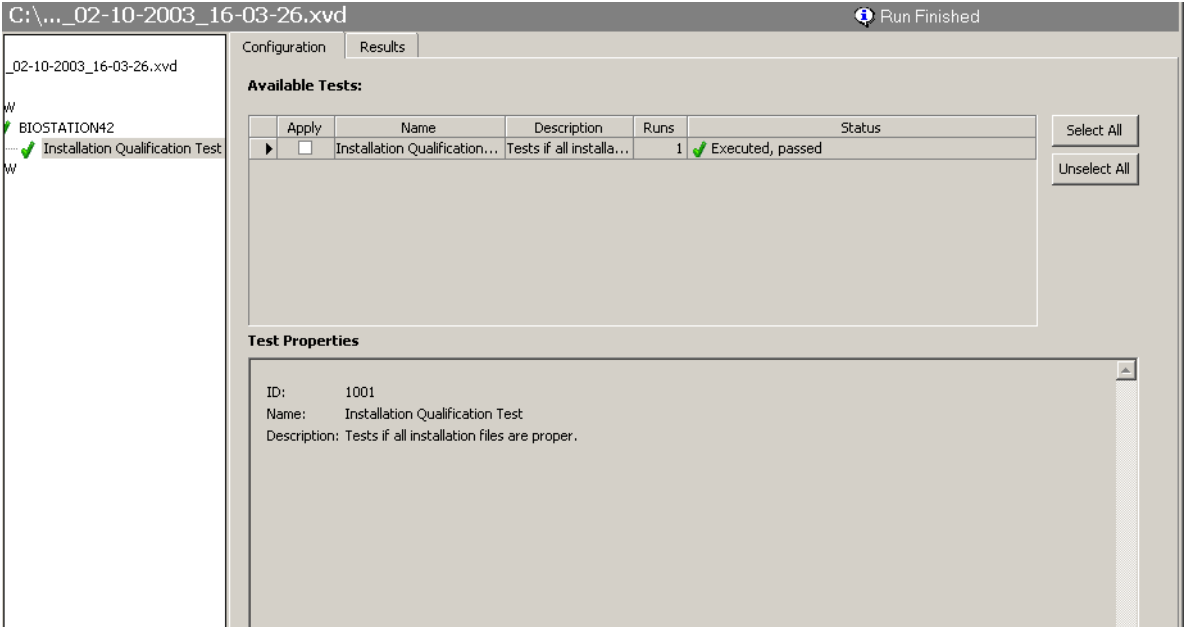 C:\..._02-10-2003_16-03-26.xvd
Run Finished
_02-10-2003_16-03-26.xvd
W
BIOSTATION42
Installation Qualification Test
W
Configuration Results
Available Tests:
Apply Name Description Runs Status
Installation Qualification... Tests if all installa... 1 Executed, passed
Select All
Unselect All
Test Properties
ID: 1001
Name: Installation Qualification Test
Description: Tests if all installation files are proper.